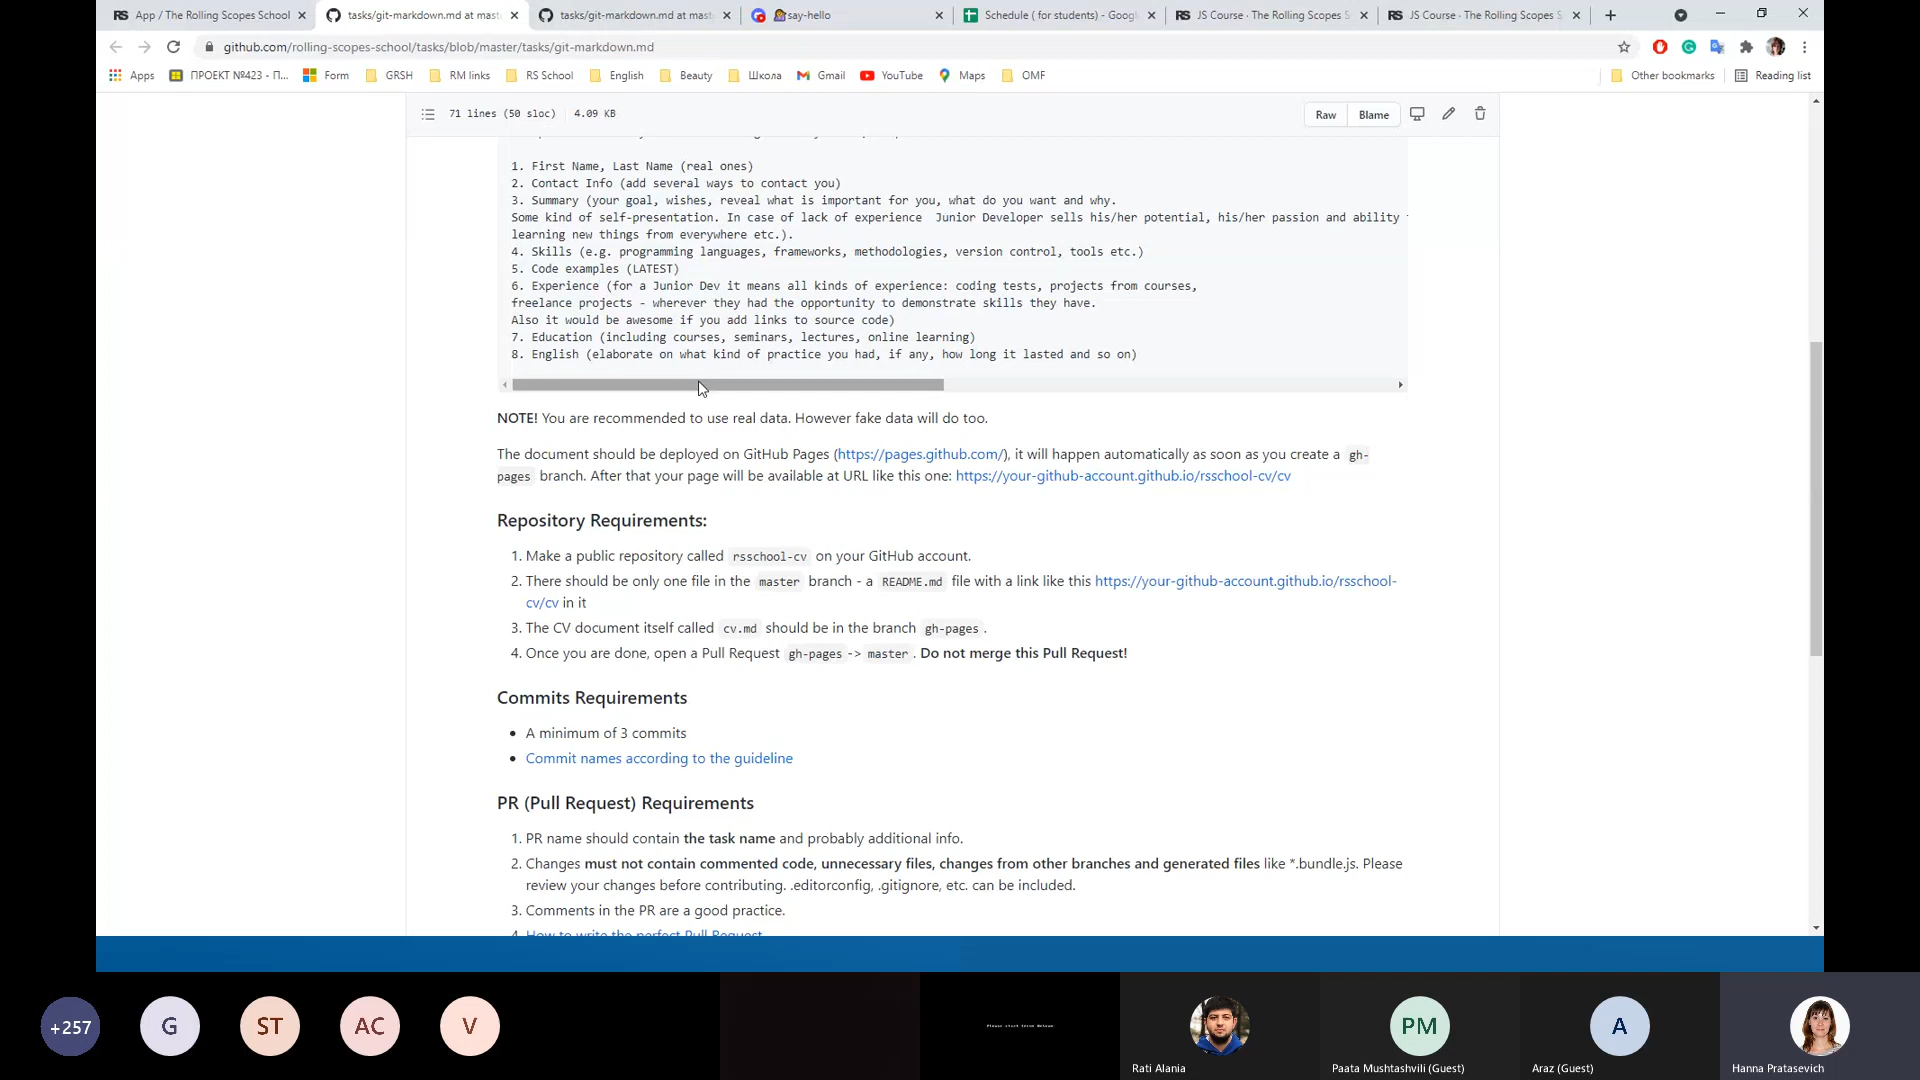 App / The Rolling Scopes School
tasks/git-markdown.md at mast
tasks/git-markdown.md at mast
say-hello
Schedule ( for students) - Googl
JS Course · The Rolling Scopes S
JS Course · The Rolling Scopes S
github.com/rolling-scopes-school/tasks/blob/master/tasks/git-markdown.md
Apps
ПРОЕКТ №423 - П...
Form
GRSH
RM links
RS School
English
Beauty
Школа
Gmail
YouTube
Maps
OMF
Other bookmarks
Reading list
71 lines (50 sloc)
4.09 KB
Raw
Blame
1. First Name, Last Name (real ones)
2. Contact Info (add several ways to contact you)
3. Summary (your goal, wishes, reveal what is important for you, what do you want and why.
Some kind of self-presentation. In case of lack of experience  Junior Developer sells his/her potential, his/her passion and ability
learning new things from everywhere etc.).
4. Skills (e.g. programming languages, frameworks, methodologies, version control, tools etc.)
5. Code examples (LATEST)
6. Experience (for a Junior Dev it means all kinds of experience: coding tests, projects from courses,
freelance projects - wherever they had the opportunity to demonstrate skills they have.
Also it would be awesome if you add links to source code)
7. Education (including courses, seminars, lectures, online learning)
8. English (elaborate on what kind of practice you had, if any, how long it lasted and so on)
NOTE! You are recommended to use real data. However fake data will do too.
The document should be deployed on GitHub Pages (https://pages.github.com/), it will happen automatically as soon as you create a gh-
pages branch. After that your page will be available at URL like this one: https://your-github-account.github.io/rsschool-cv/cv
Repository Requirements:
1. Make a public repository called rsschool-cv on your GitHub account.
2. There should be only one file in the master branch - a README.md file with a link like this https://your-github-account.github.io/rsschool-
cv/cv in it
3. The CV document itself called cv.md should be in the branch gh-pages .
4. Once you are done, open a Pull Request gh-pages -> master . Do not merge this Pull Request!
Commits Requirements
• A minimum of 3 commits
• Commit names according to the guideline
PR (Pull Request) Requirements
1. PR name should contain the task name and probably additional info.
2. Changes must not contain commented code, unnecessary files, changes from other branches and generated files like *.bundle.js. Please
review your changes before contributing. .editorconfig, .gitignore, etc. can be included.
3. Comments in the PR are a good practice.
4. How to write the perfect Pull Request
+257
G
ST
AC
V
PM
A
Rati Alania
Paata Mushtashvili (Guest)
Araz (Guest)
Hanna Pratasevich